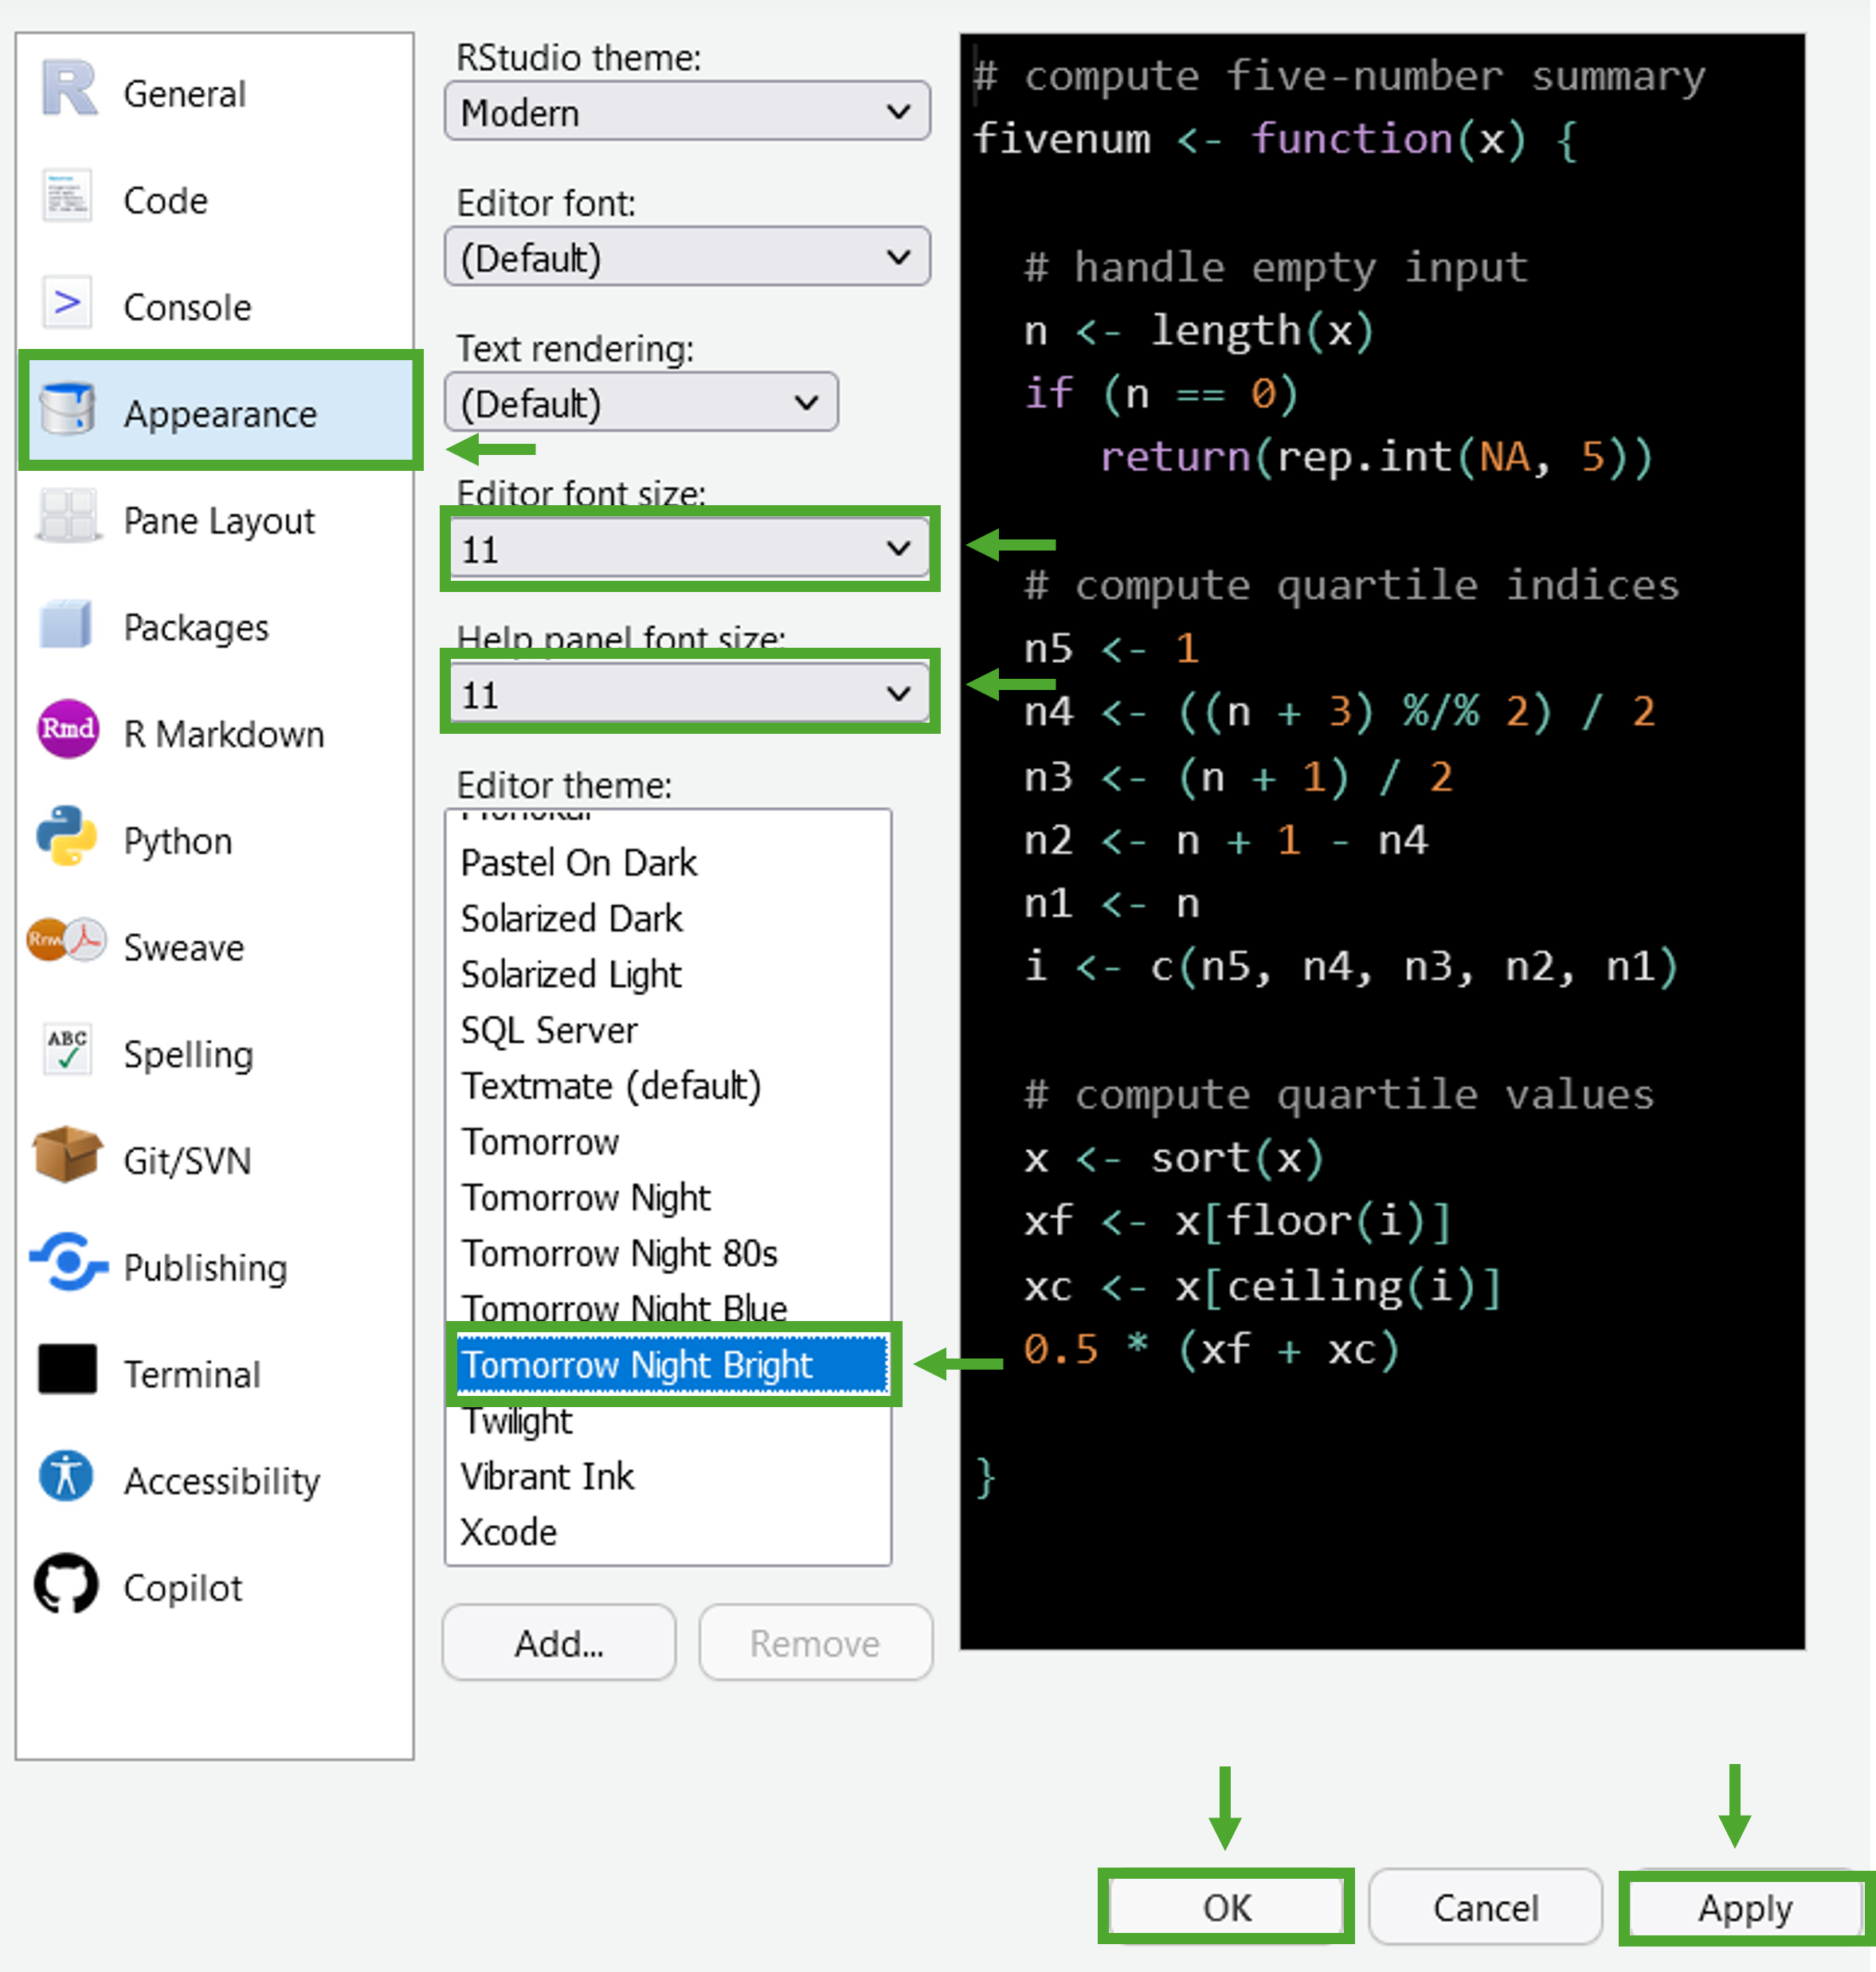 General
Code
>
Console
Appearance
Pane Layout
Packages
Rmd
R Markdown
Python
Rnw
Sweave
ABC
Spelling
Git/SVN
Publishing
Terminal
Accessibility
Copilot
RStudio theme:
Modern
Editor font:
(Default)
Text rendering:
(Default)
Editor font size:
11
Help panel font size:
11
Editor theme:
Monokai
Pastel On Dark
Solarized Dark
Solarized Light
SQL Server
Textmate (default)
Tomorrow
Tomorrow Night
Tomorrow Night 80s
Tomorrow Night Blue
Tomorrow Night Bright
Twilight
Vibrant Ink
Xcode
Add...
Remove
# compute five-number summary
fivenum <- function(x) {
# handle empty input
n <- length(x)
if (n == 0)
return(rep.int(NA, 5))
# compute quartile indices
n5 <- 1
n4 <- ((n + 3) %/% 2) / 2
n3 <- (n + 1) / 2
n2 <- n + 1 - n4
n1 <- n
i <- c(n5, n4, n3, n2, n1)
# compute quartile values
x <- sort(x)
xf <- x[floor(i)]
xc <- x[ceiling(i)]
0.5 * (xf + xc)
}
OK
Cancel
Apply